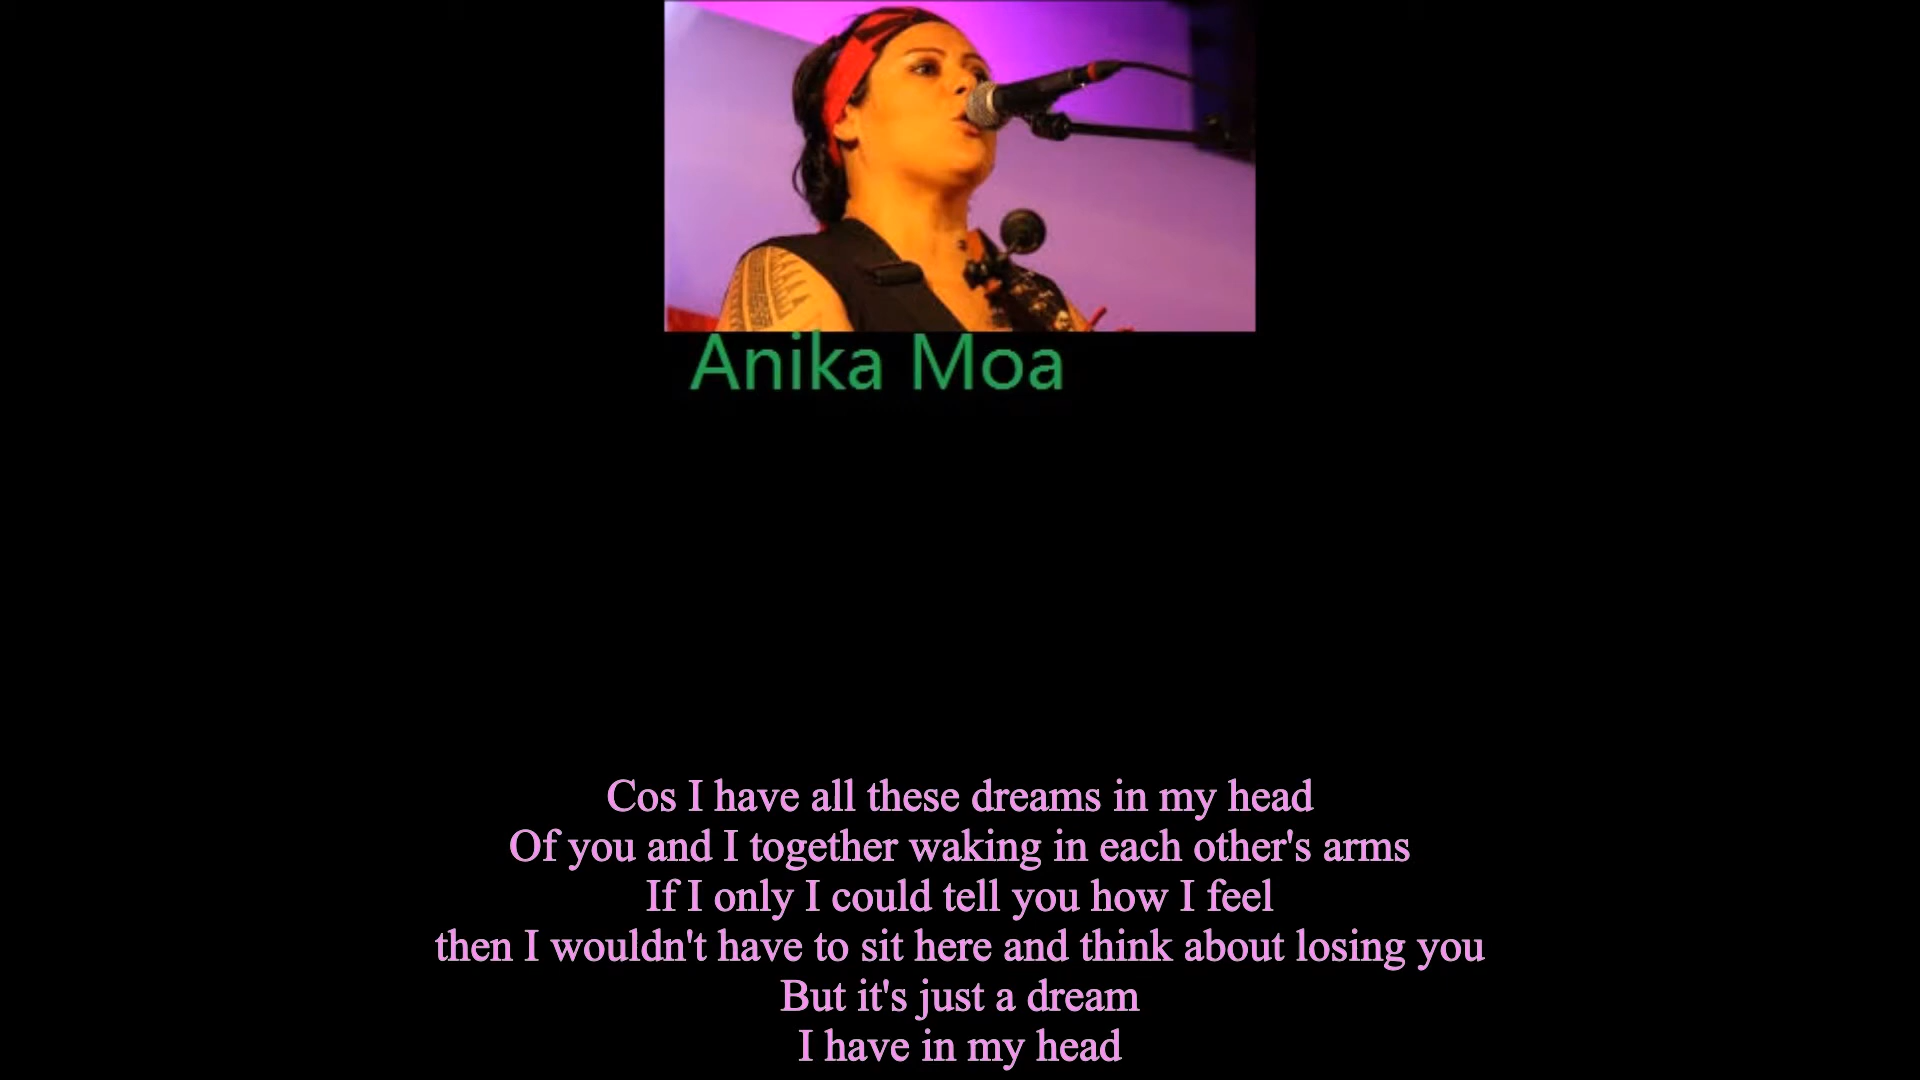 Anika Moa
Cos I have all these dreams in my head
Of you and I together waking in each other's arms
If I only I could tell you how I feel
then I wouldn't have to sit here and think about losing you
But it's just a dream
I have in my head